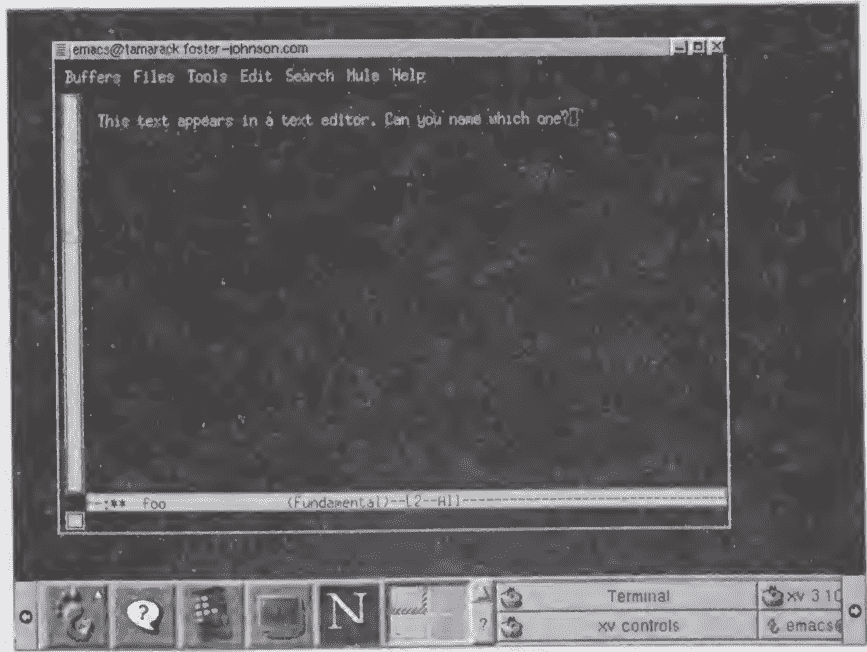 emacs@tamarack.foster-johnson.com
Buffers Files Tools Edit Search Mule Help
This text appears in a text editor. Can you name which one?
--:** foo (Fundamental)--L2--All
?
N
?
Terminal
xv 3.10
xv controls
emacs@